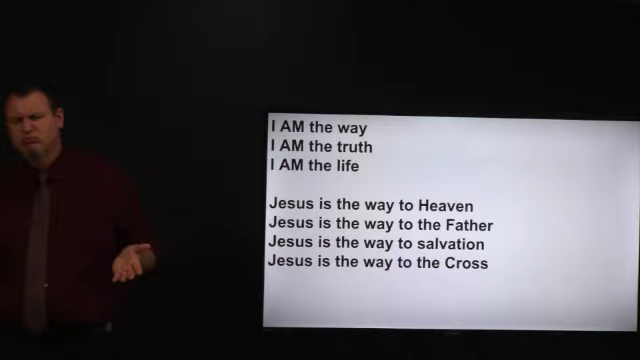 I AM the way
I AM the truth
I AM the life
Jesus is the way to Heaven
Jesus is the way to the Father
Jesus is the way to salvation
Jesus is the way to the Cross